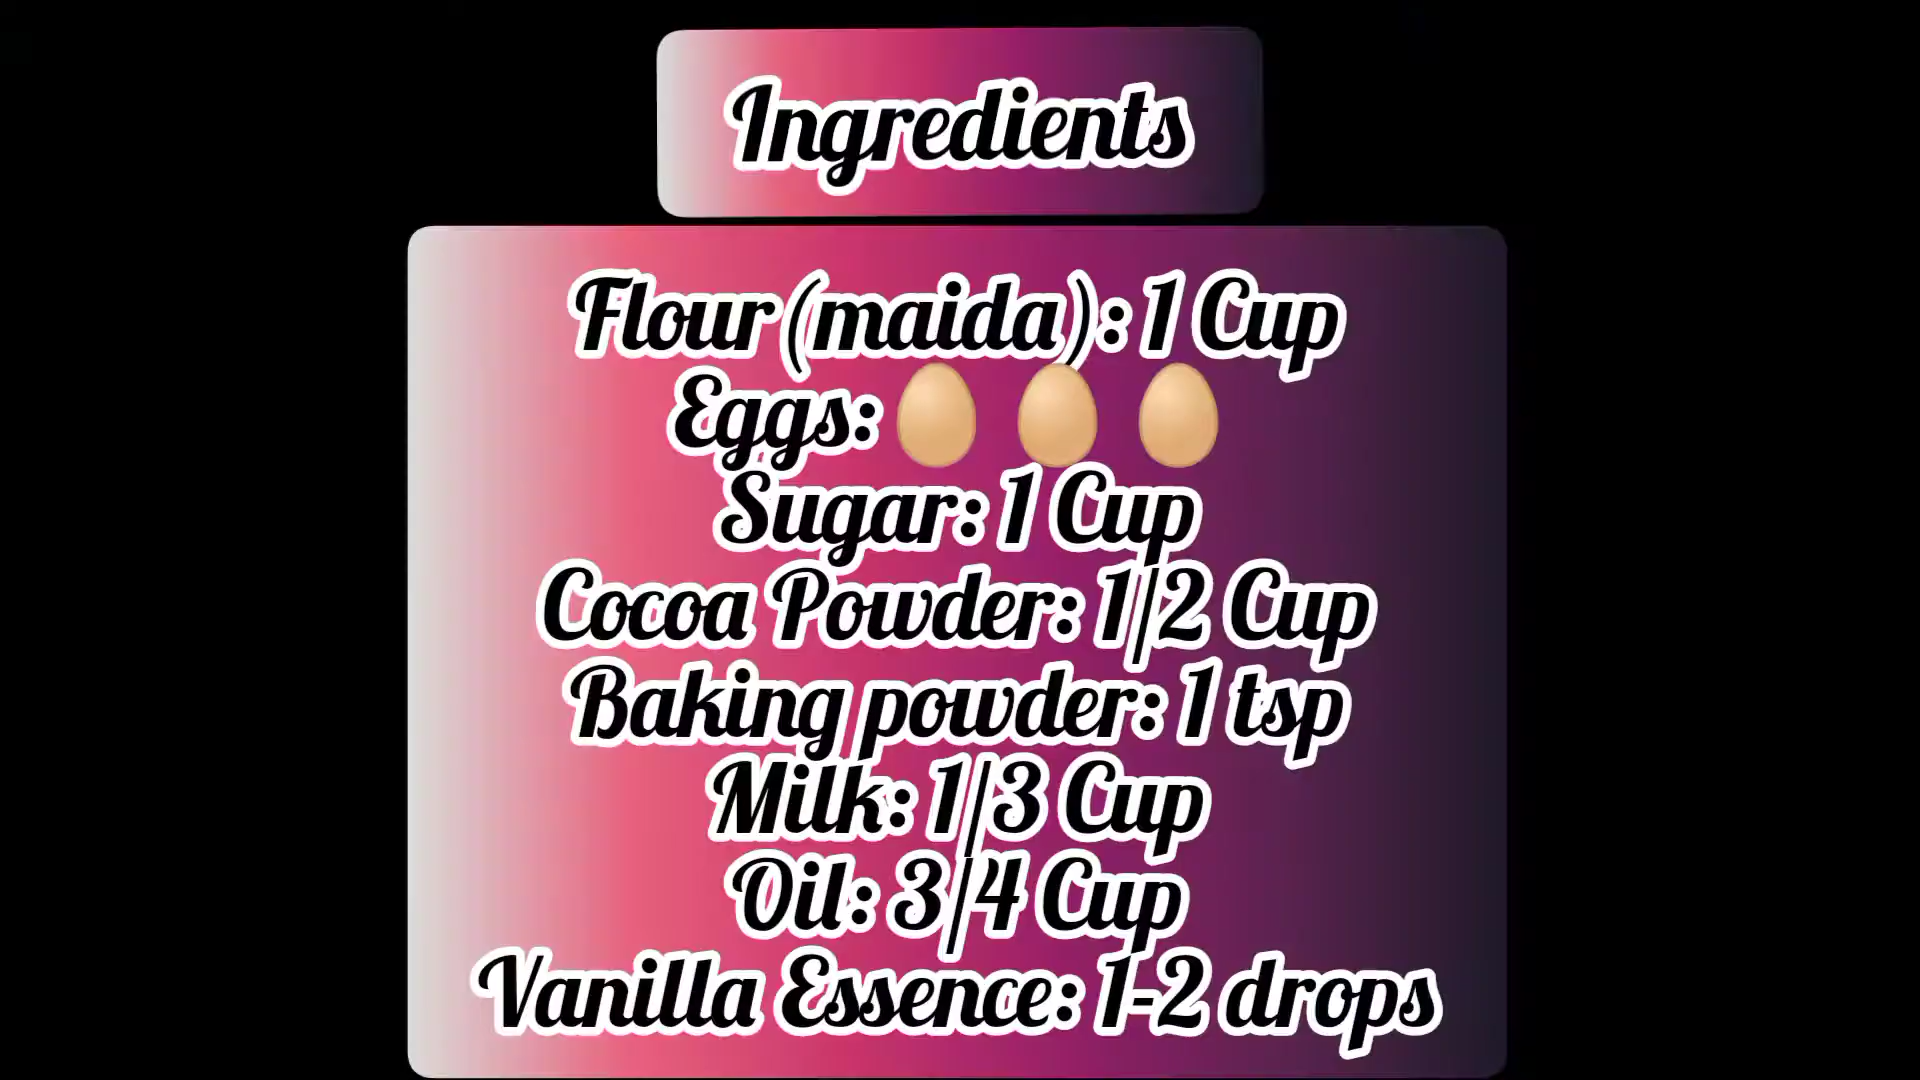 Ingredients
Flour (maida): 1 Cup
Eggs: 🥚 🥚 🥚
Sugar: 1 Cup
Cocoa Powder: 1/2 Cup
Baking powder: 1 tsp
Milk: 1/3 Cup
Oil: 3/4 Cup
Vanilla Essence: 1-2 drops